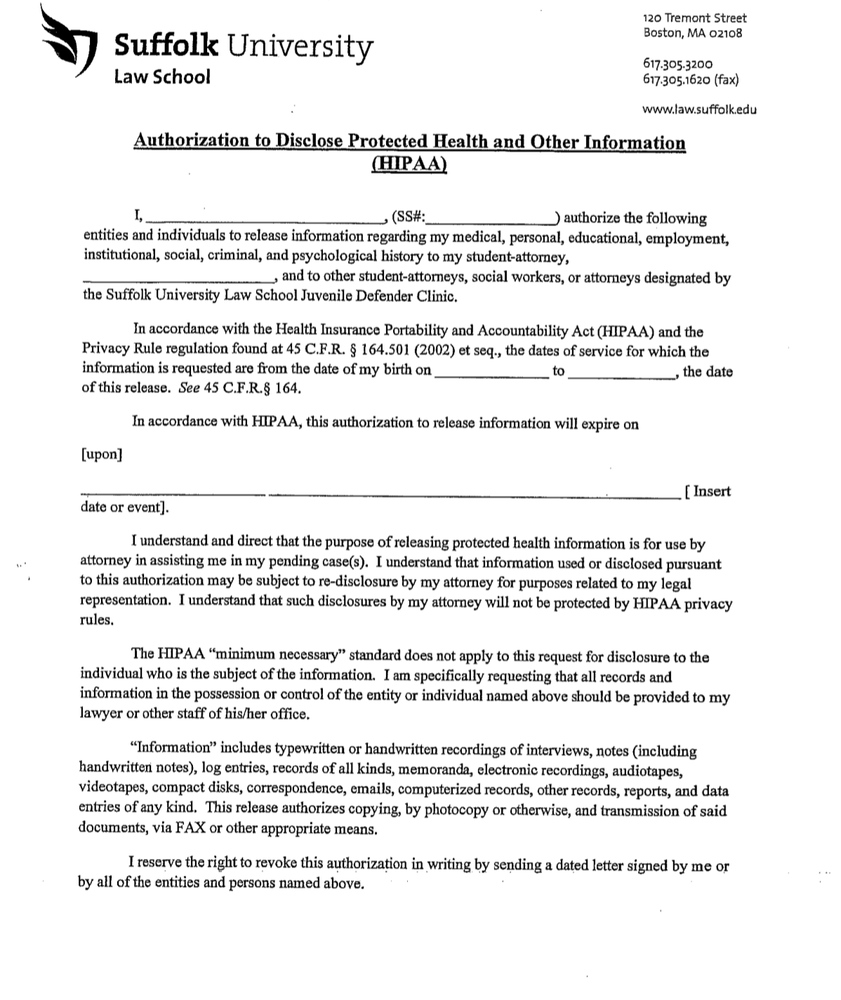 Suffolk University
Law School
120 Tremont Street
Boston, MA 02108
617.305.3200
617.305.1620 (fax)
www.law.suffolk.edu
Authorization to Disclose Protected Health and Other Information
(HIPAA)
I, ______________________________, (SS#:________________) authorize the following
entities and individuals to release information regarding my medical, personal, educational, employment,
institutional, social, criminal, and psychological history to my student-attorney,
________________________, and to other student-attorneys, social workers, or attorneys designated by
the Suffolk University Law School Juvenile Defender Clinic.
In accordance with the Health Insurance Portability and Accountability Act (HIPAA) and the
Privacy Rule regulation found at 45 C.F.R. § 164.501 (2002) et seq., the dates of service for which the
information is requested are from the date of my birth on ______________ to _____________, the date
of this release. See 45 C.F.R.§ 164.
In accordance with HIPAA, this authorization to release information will expire on
[upon]
_______________________ ___________________________________________________ [ Insert
date or event].
I understand and direct that the purpose of releasing protected health information is for use by
attorney in assisting me in my pending case(s). I understand that information used or disclosed pursuant
to this authorization may be subject to re-disclosure by my attorney for purposes related to my legal
representation. I understand that such disclosures by my attorney will not be protected by HIPAA privacy
rules.
The HIPAA “minimum necessary” standard does not apply to this request for disclosure to the
individual who is the subject of the information. I am specifically requesting that all records and
information in the possession or control of the entity or individual named above should be provided to my
lawyer or other staff of his/her office.
“Information” includes typewritten or handwritten recordings of interviews, notes (including
handwritten notes), log entries, records of all kinds, memoranda, electronic recordings, audiotapes,
videotapes, compact disks, correspondence, emails, computerized records, other records, reports, and data
entries of any kind. This release authorizes copying, by photocopy or otherwise, and transmission of said
documents, via FAX or other appropriate means.
I reserve the right to revoke this authorization in writing by sending a dated letter signed by me or
by all of the entities and persons named above.